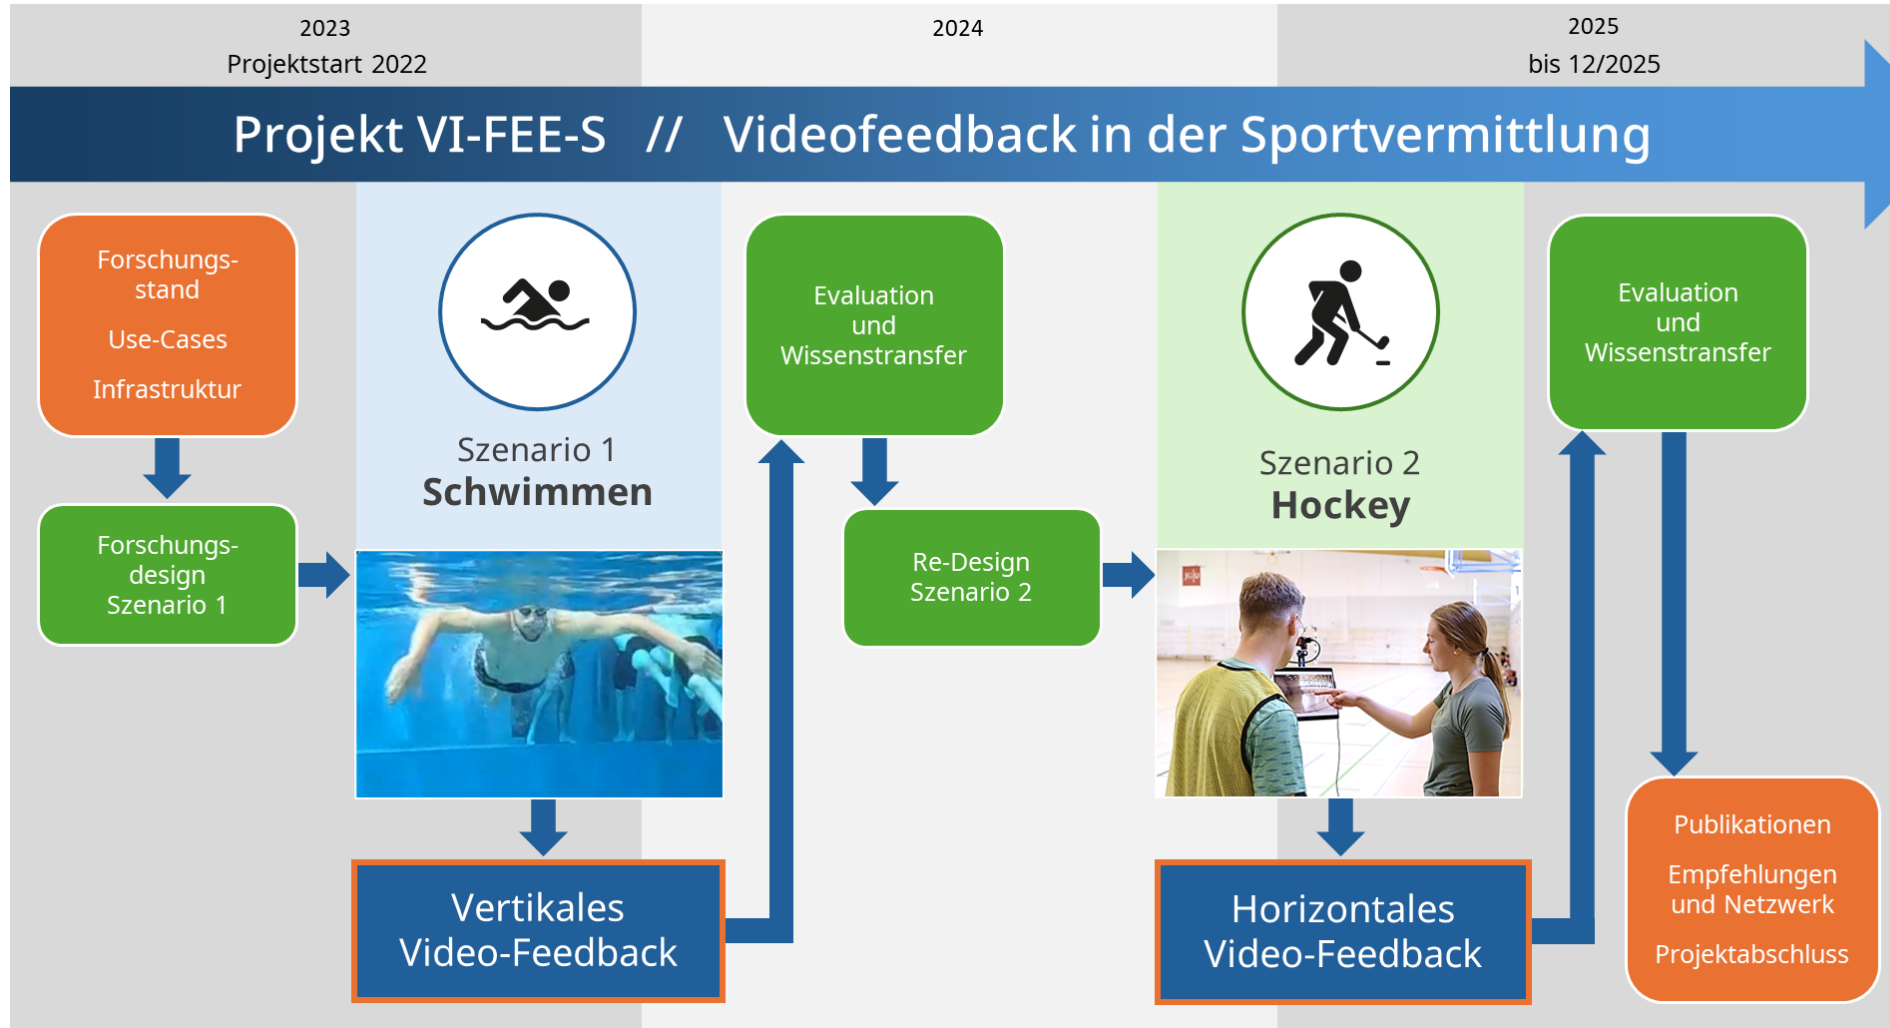 2023
Projektstart 2022
2024
2025
bis 12/2025
Projekt VI-FEE-S // Videofeedback in der Sportvermittlung
Forschungs-
stand
Use-Cases
Infrastruktur
Forschungs-
design
Szenario 1
Szenario 1
Schwimmen
Vertikales
Video-Feedback
Evaluation
und
Wissenstransfer
Re-Design
Szenario 2
Szenario 2
Hockey
Horizontales
Video-Feedback
Evaluation
und
Wissenstransfer
Publikationen
Empfehlungen
und Netzwerk
Projektabschluss